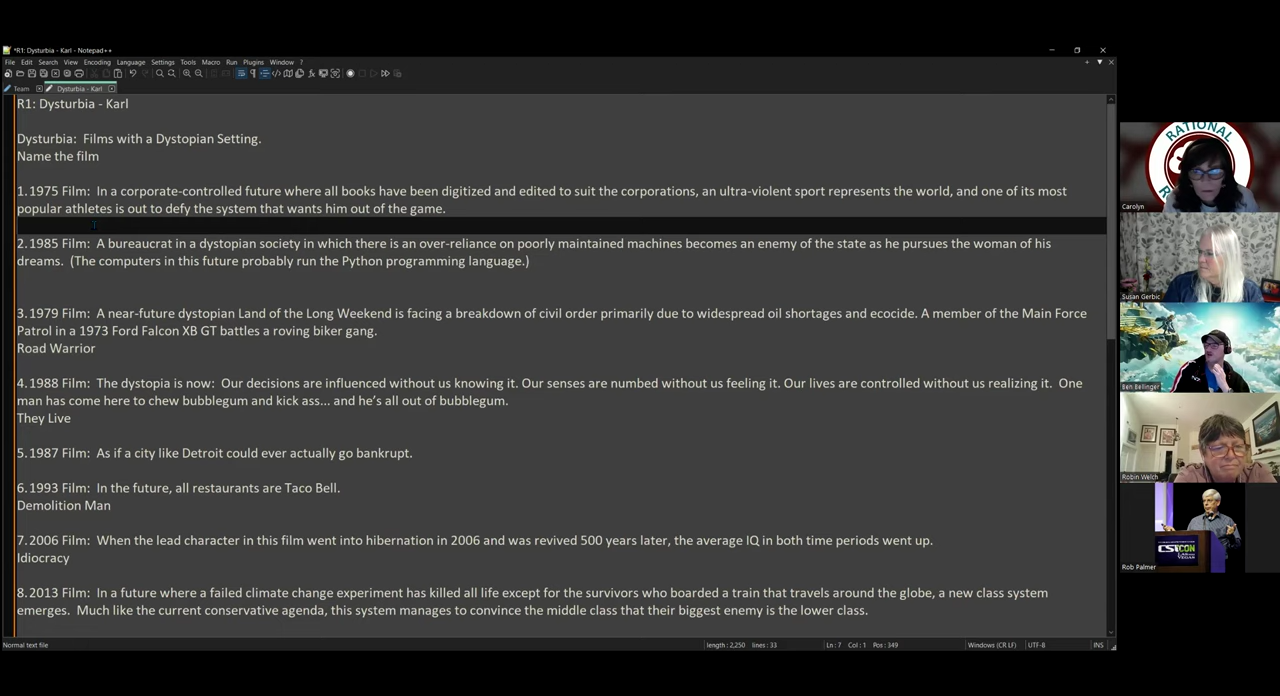 *R1: Dysturbia - Karl - Notepad++
File Edit Search View Encoding Language Settings Tools Macro Run Plugins Window ?
Team Dysturbia - Karl
R1: Dysturbia - Karl
Dysturbia:  Films with a Dystopian Setting.
Name the film
1. 1975 Film:  In a corporate-controlled future where all books have been digitized and edited to suit the corporations, an ultra-violent sport represents the world, and one of its most
popular athletes is out to defy the system that wants him out of the game.
2. 1985 Film:  A bureaucrat in a dystopian society in which there is an over-reliance on poorly maintained machines becomes an enemy of the state as he pursues the woman of his
dreams.  (The computers in this future probably run the Python programming language.)
3. 1979 Film:  A near-future dystopian Land of the Long Weekend is facing a breakdown of civil order primarily due to widespread oil shortages and ecocide. A member of the Main Force
Patrol in a 1973 Ford Falcon XB GT battles a roving biker gang.
Road Warrior
4. 1988 Film:  The dystopia is now:  Our decisions are influenced without us knowing it. Our senses are numbed without us feeling it. Our lives are controlled without us realizing it.  One
man has come here to chew bubblegum and kick ass... and he's all out of bubblegum.
They Live
5. 1987 Film:  As if a city like Detroit could ever actually go bankrupt.
6. 1993 Film:  In the future, all restaurants are Taco Bell.
Demolition Man
7. 2006 Film:  When the lead character in this film went into hibernation in 2006 and was revived 500 years later, the average IQ in both time periods went up.
Idiocracy
8. 2013 Film:  In a future where a failed climate change experiment has killed all life except for the survivors who boarded a train that travels around the globe, a new class system
emerges.  Much like the current conservative agenda, this system manages to convince the middle class that their biggest enemy is the lower class.
Normal text file length : 2,250 lines : 33 Ln : 7 Col : 1 Pos : 349 Windows (CR LF) UTF-8 INS
RATIONAL
Carolyn
Susan Gerbic
Ben Bellinger
Robin Welch
CSICON
LAS VEGAS
Rob Palmer